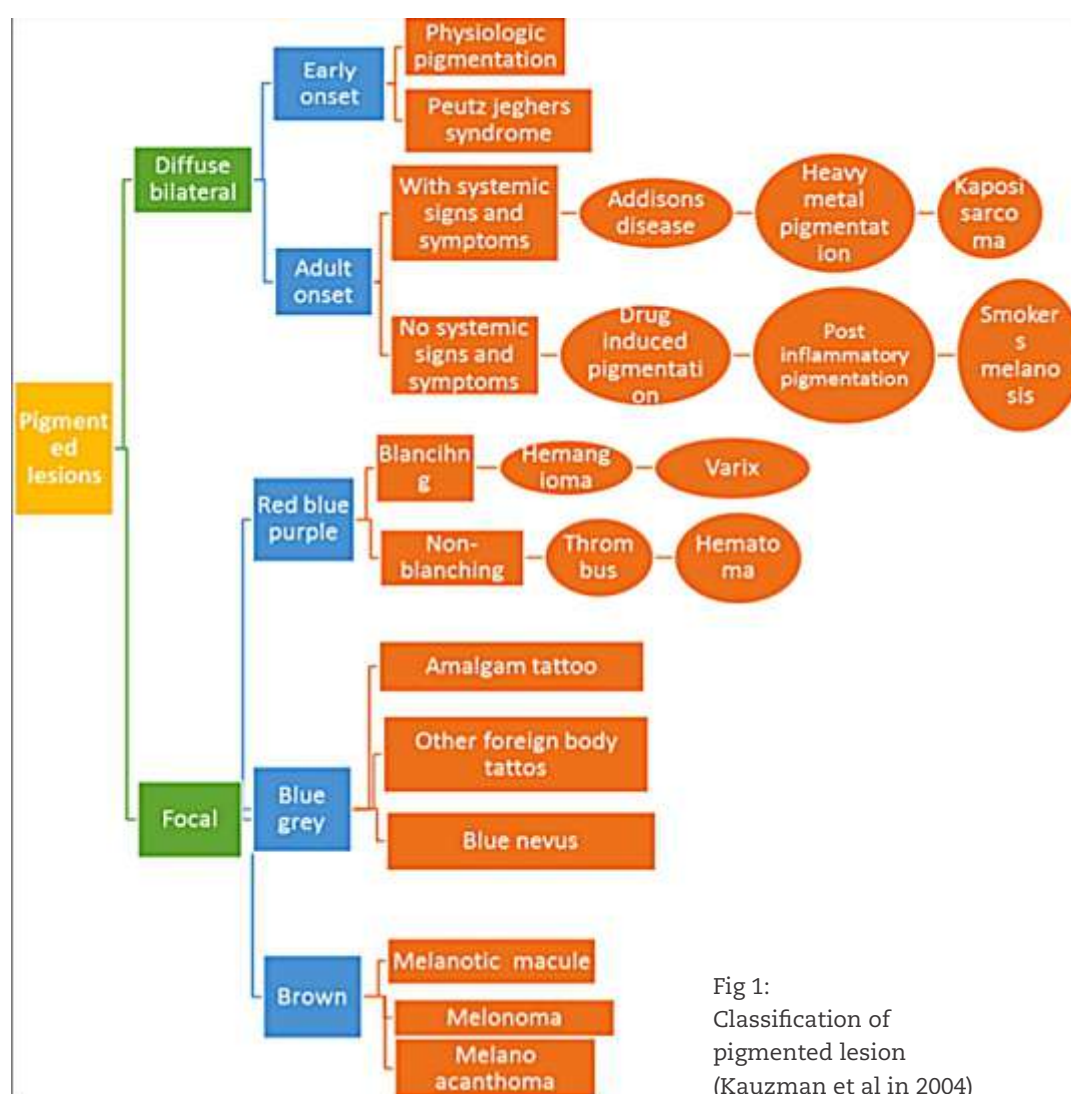 Pigment
ed
lesions
Diffuse
bilateral
Early
onset
Physiologic
pigmentation
Peutz jeghers
syndrome
Adult
onset
With systemic
signs and
symptoms
Addisons
disease
Heavy
metal
pigmentat
ion
Kaposi
sarco
ma
No systemic
signs and
symptoms
Drug
induced
pigmentati
on
Post
inflammatory
pigmentation
Smoker
s
melano
sis
Focal
Red blue
purple
Blancihn
g
Hemang
ioma
Varix
Non-
blanching
Throm
bus
Hemato
ma
Blue
grey
Amalgam tattoo
Other foreign body
tattos
Blue nevus
Brown
Melanotic macule
Melonoma
Melano
acanthoma
Fig 1:
Classification of
pigmented lesion
(Kauzman et al in 2004)